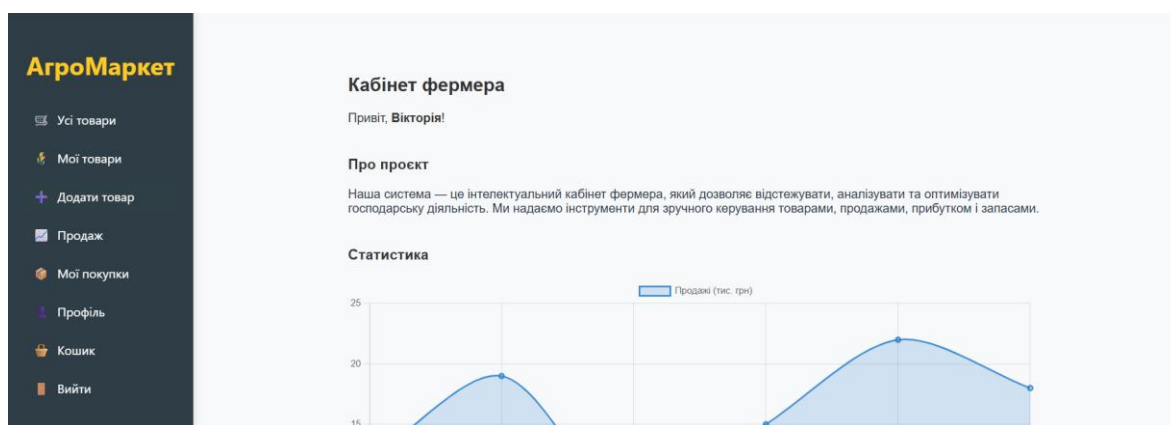 АгроМаркет
Усі товари
Мої товари
Додати товар
Продаж
Мої покупки
Профіль
Кошик
Вийти
Кабінет фермера
Привіт, Вікторія!
Про проєкт
Наша система — це інтелектуальний кабінет фермера, який дозволяє відстежувати, аналізувати та оптимізувати
господарську діяльність. Ми надаємо інструменти для зручного керування товарами, продажами, прибутком і запасами.
Статистика
Продажі (тис. грн)
25
20
15